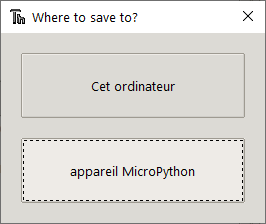 Where to save to?
Cet ordinateur
appareil MicroPython